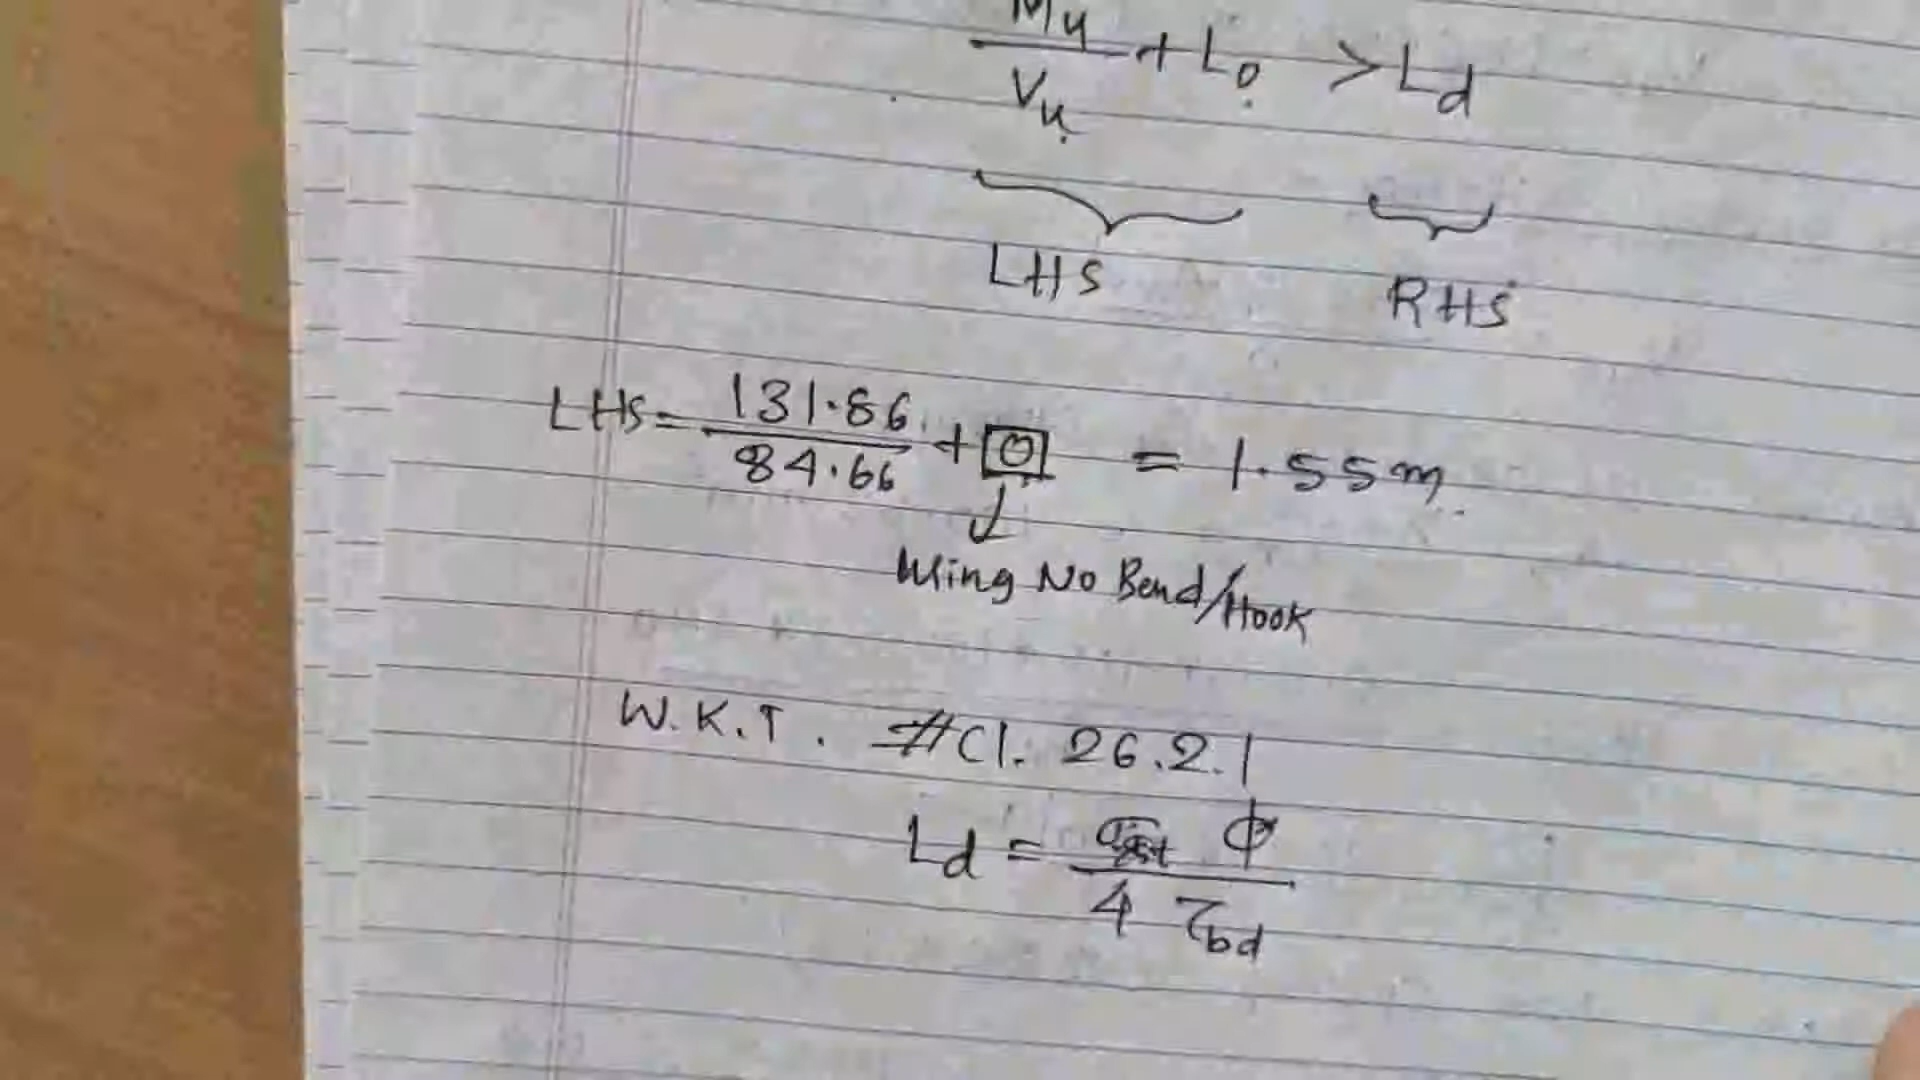 Mu/Vu + Lo > Ld
LHS RHS
LHS = 131.86/84.66 + 0 = 1.55m
Using No Bend/Hook
W.K.T. #Cl. 26.2.1
Ld = σst φ / 4 τbd